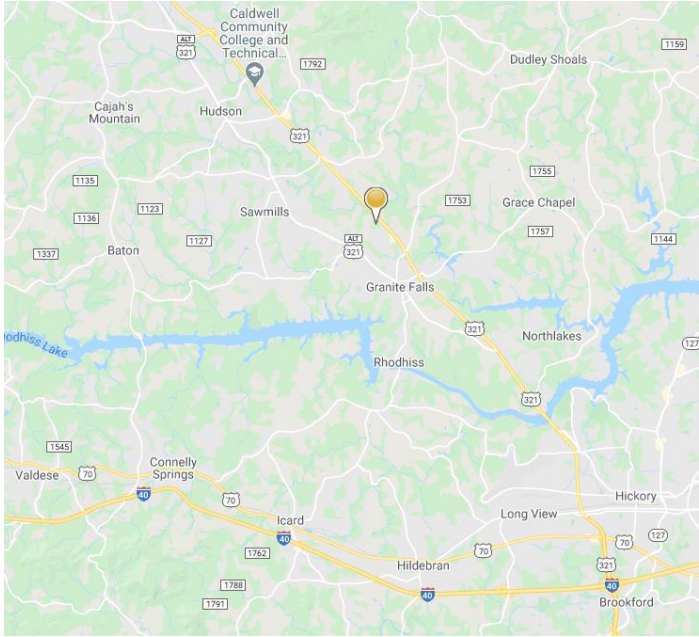 Caldwell
Community
College and
Technical...
ALT
321
1792
Dudley Shoals
1159
Cajah's
Mountain
Hudson
321
1135
1123
1136
1127
1337
Baton
Sawmills
ALT
321
1753
1755
Grace Chapel
1757
1144
Granite Falls
321
Northlakes
127
odhiss Lake
Rhodhiss
321
1545
70
Valdese
Connelly
Springs
40
70
Icard
40
1762
1788
1791
Long View
Hickory
70
Hildebran
40
70
127
321
40
Brookford